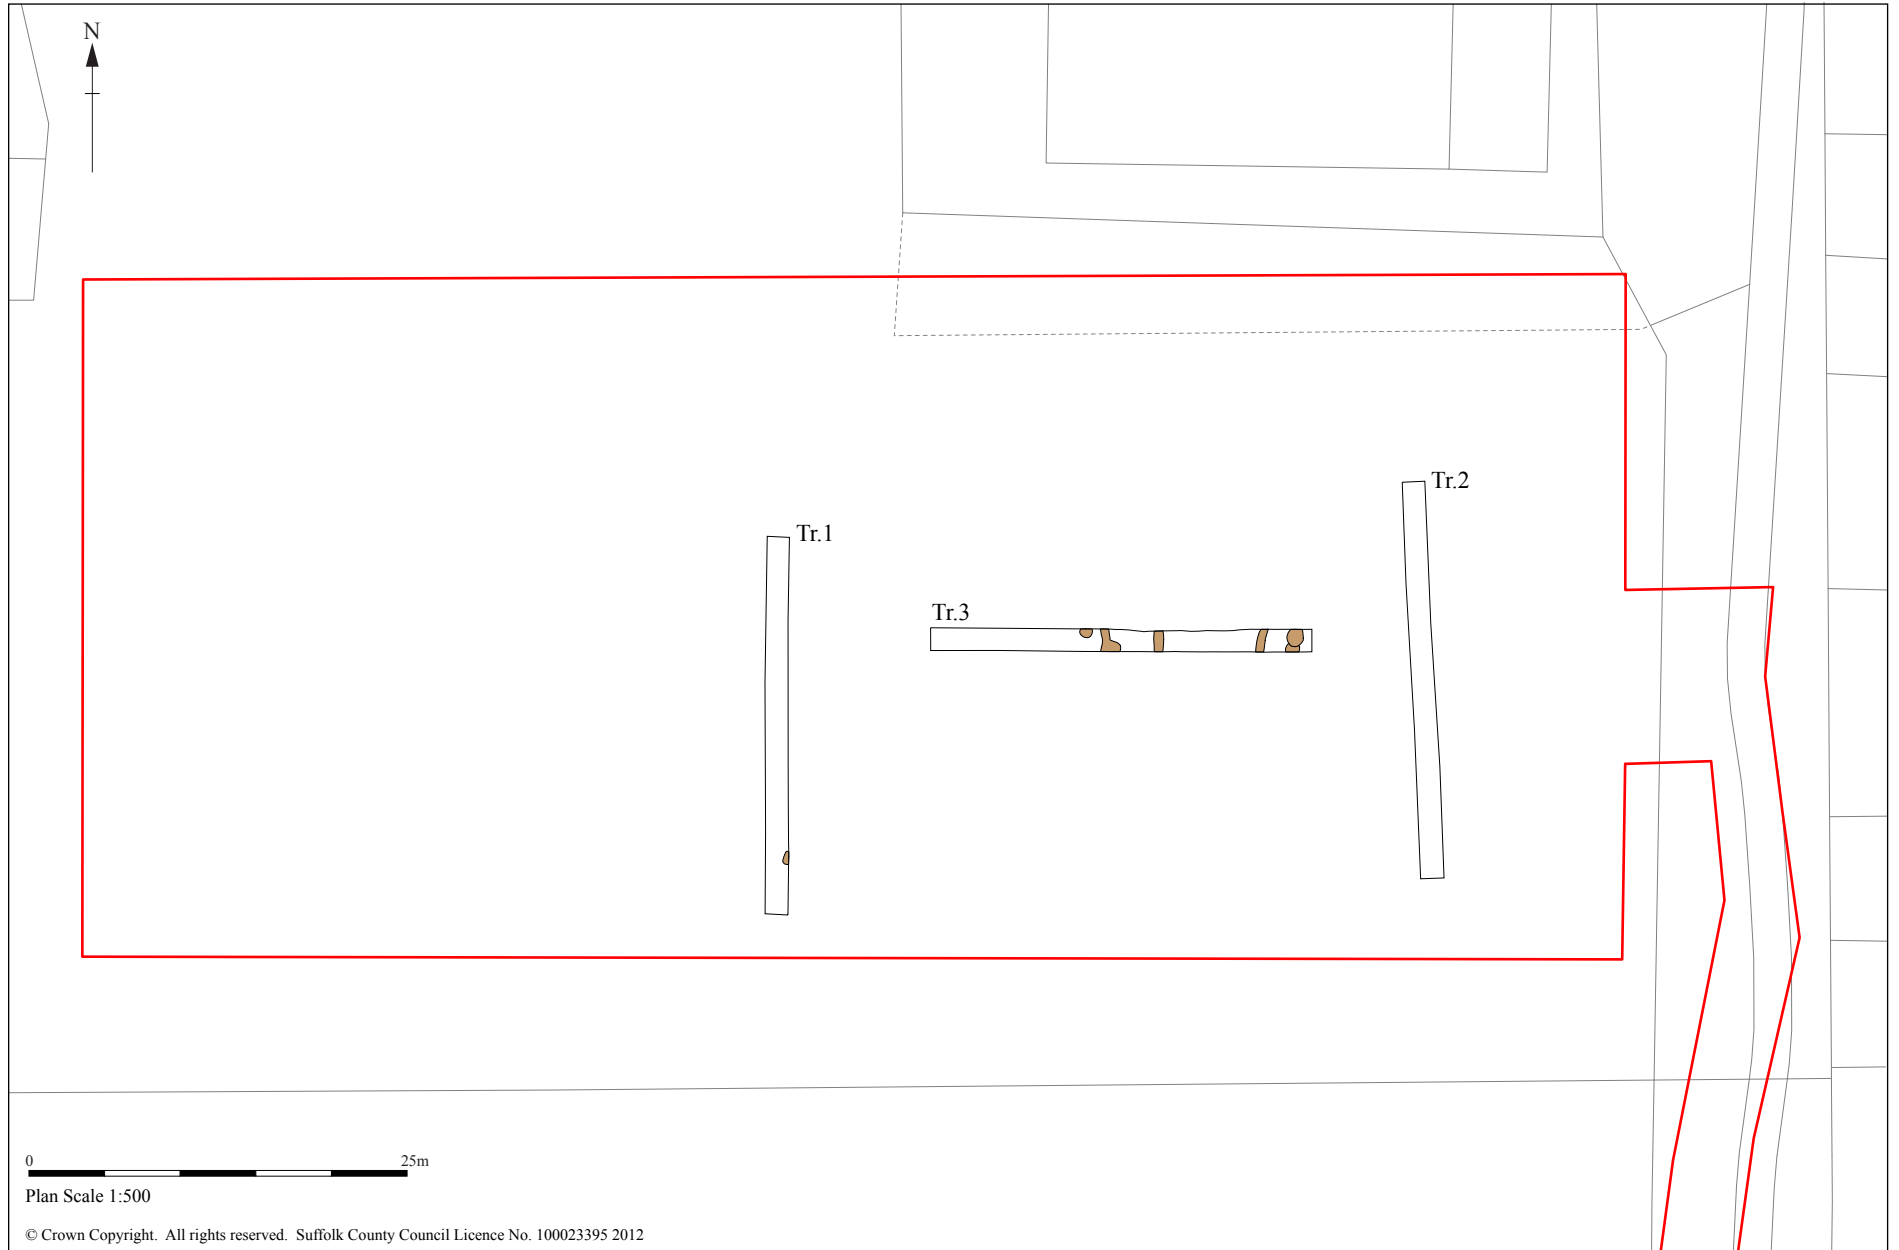 N
Tr.2
Tr.1
Tr.3
0 25m
Plan Scale 1:500
© Crown Copyright. All rights reserved. Suffolk County Council Licence No. 100023395 2012